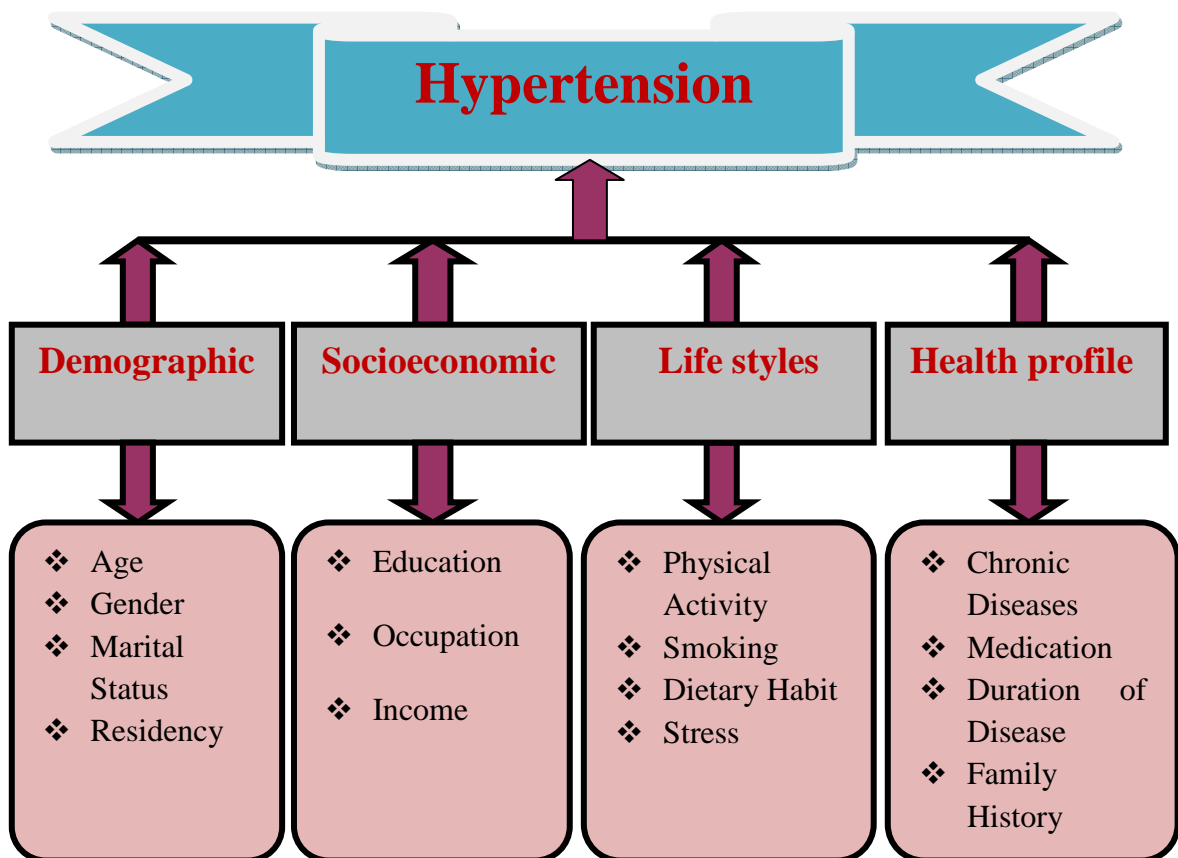 Hypertension
Demographic
Socioeconomic
Life styles
Health profile
❖ Age
❖ Gender
❖ Marital
Status
❖ Residency
❖ Education
❖ Occupation
❖ Income
❖ Physical
Activity
❖ Smoking
❖ Dietary Habit
❖ Stress
❖ Chronic
Diseases
❖ Medication
❖ Duration of
Disease
❖ Family
History